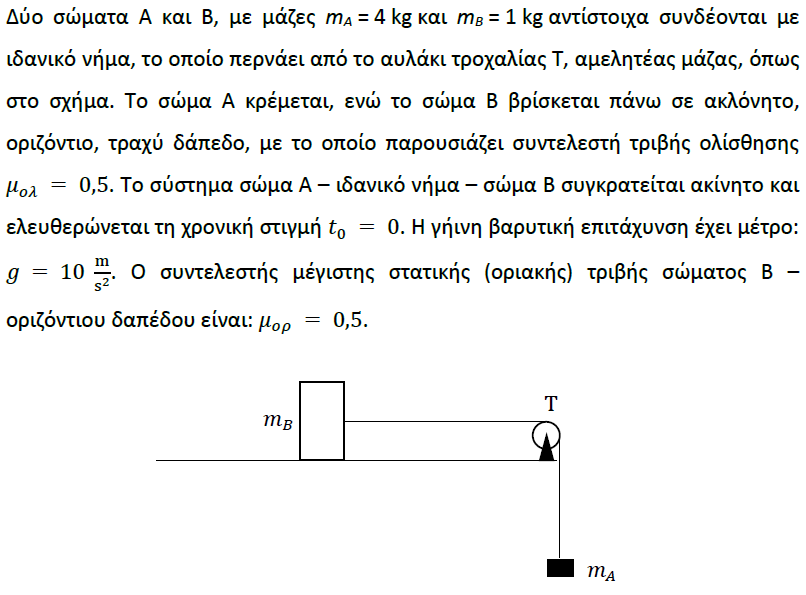 Δύο σώματα Α και Β, με μάζες m_A = 4 kg και m_B = 1 kg αντίστοιχα συνδέονται με
ιδανικό νήμα, το οποίο περνάει από το αυλάκι τροχαλίας Τ, αμελητέας μάζας, όπως
στο σχήμα. Το σώμα Α κρέμεται, ενώ το σώμα Β βρίσκεται πάνω σε ακλόνητο,
οριζόντιο, τραχύ δάπεδο, με το οποίο παρουσιάζει συντελεστή τριβής ολίσθησης
μ_ολ = 0,5. Το σύστημα σώμα Α – ιδανικό νήμα – σώμα Β συγκρατείται ακίνητο και
ελευθερώνεται τη χρονική στιγμή t_0 = 0. Η γήινη βαρυτική επιτάχυνση έχει μέτρο:
g = 10 m/s². Ο συντελεστής μέγιστης στατικής (οριακής) τριβής σώματος Β –
οριζόντιου δαπέδου είναι: μ_ορ = 0,5.
T
m_B
m_A